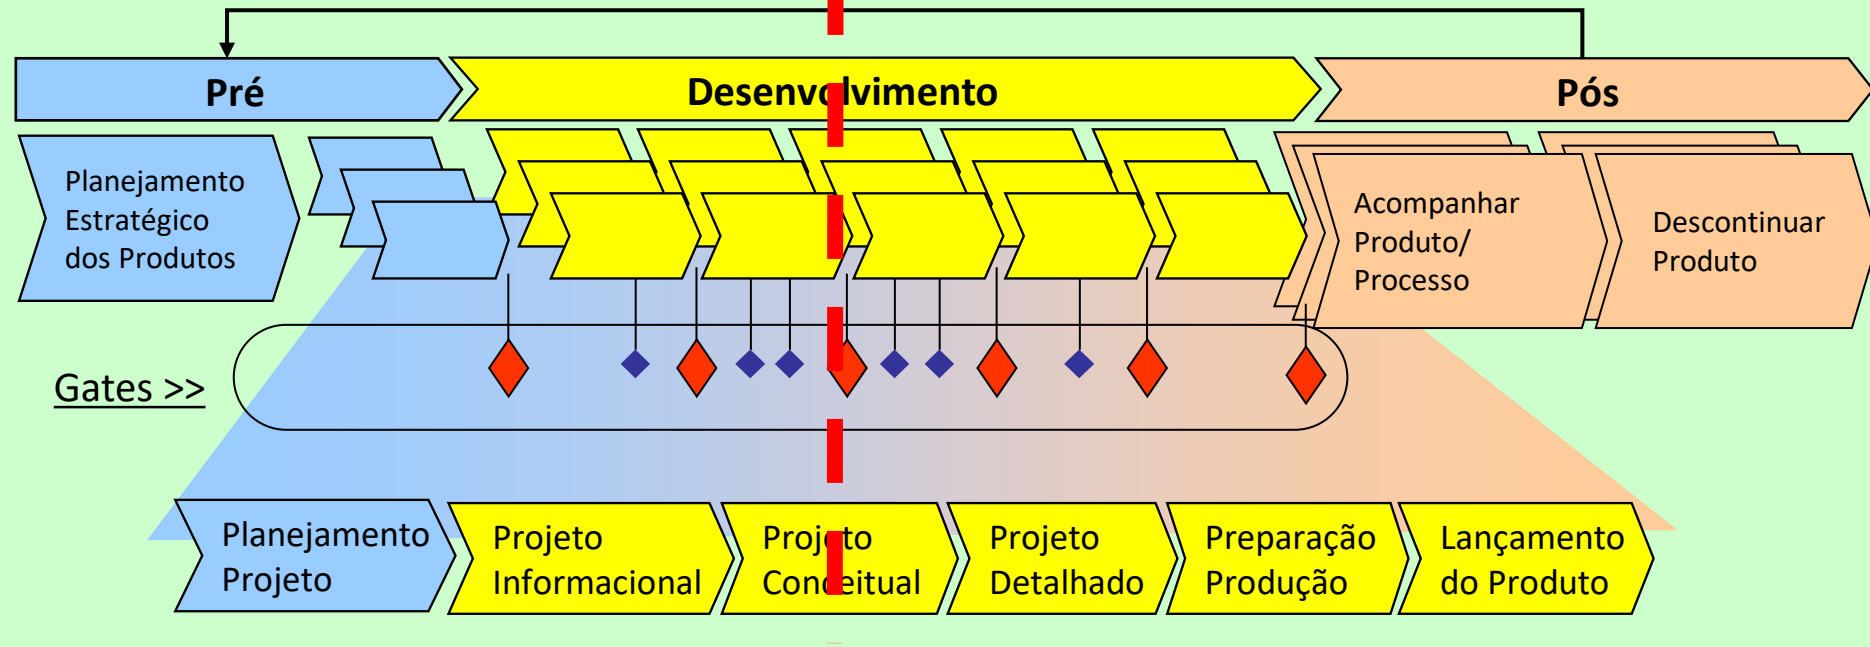 Pré
Desenvolvimento
Pós
Planejamento
Estratégico
dos Produtos
Acompanhar
Produto/
Processo
Descontinuar
Produto
Gates >>
Planejamento
Projeto
Projeto
Informacional
Projeto
Conceitual
Projeto
Detalhado
Preparação
Produção
Lançamento
do Produto